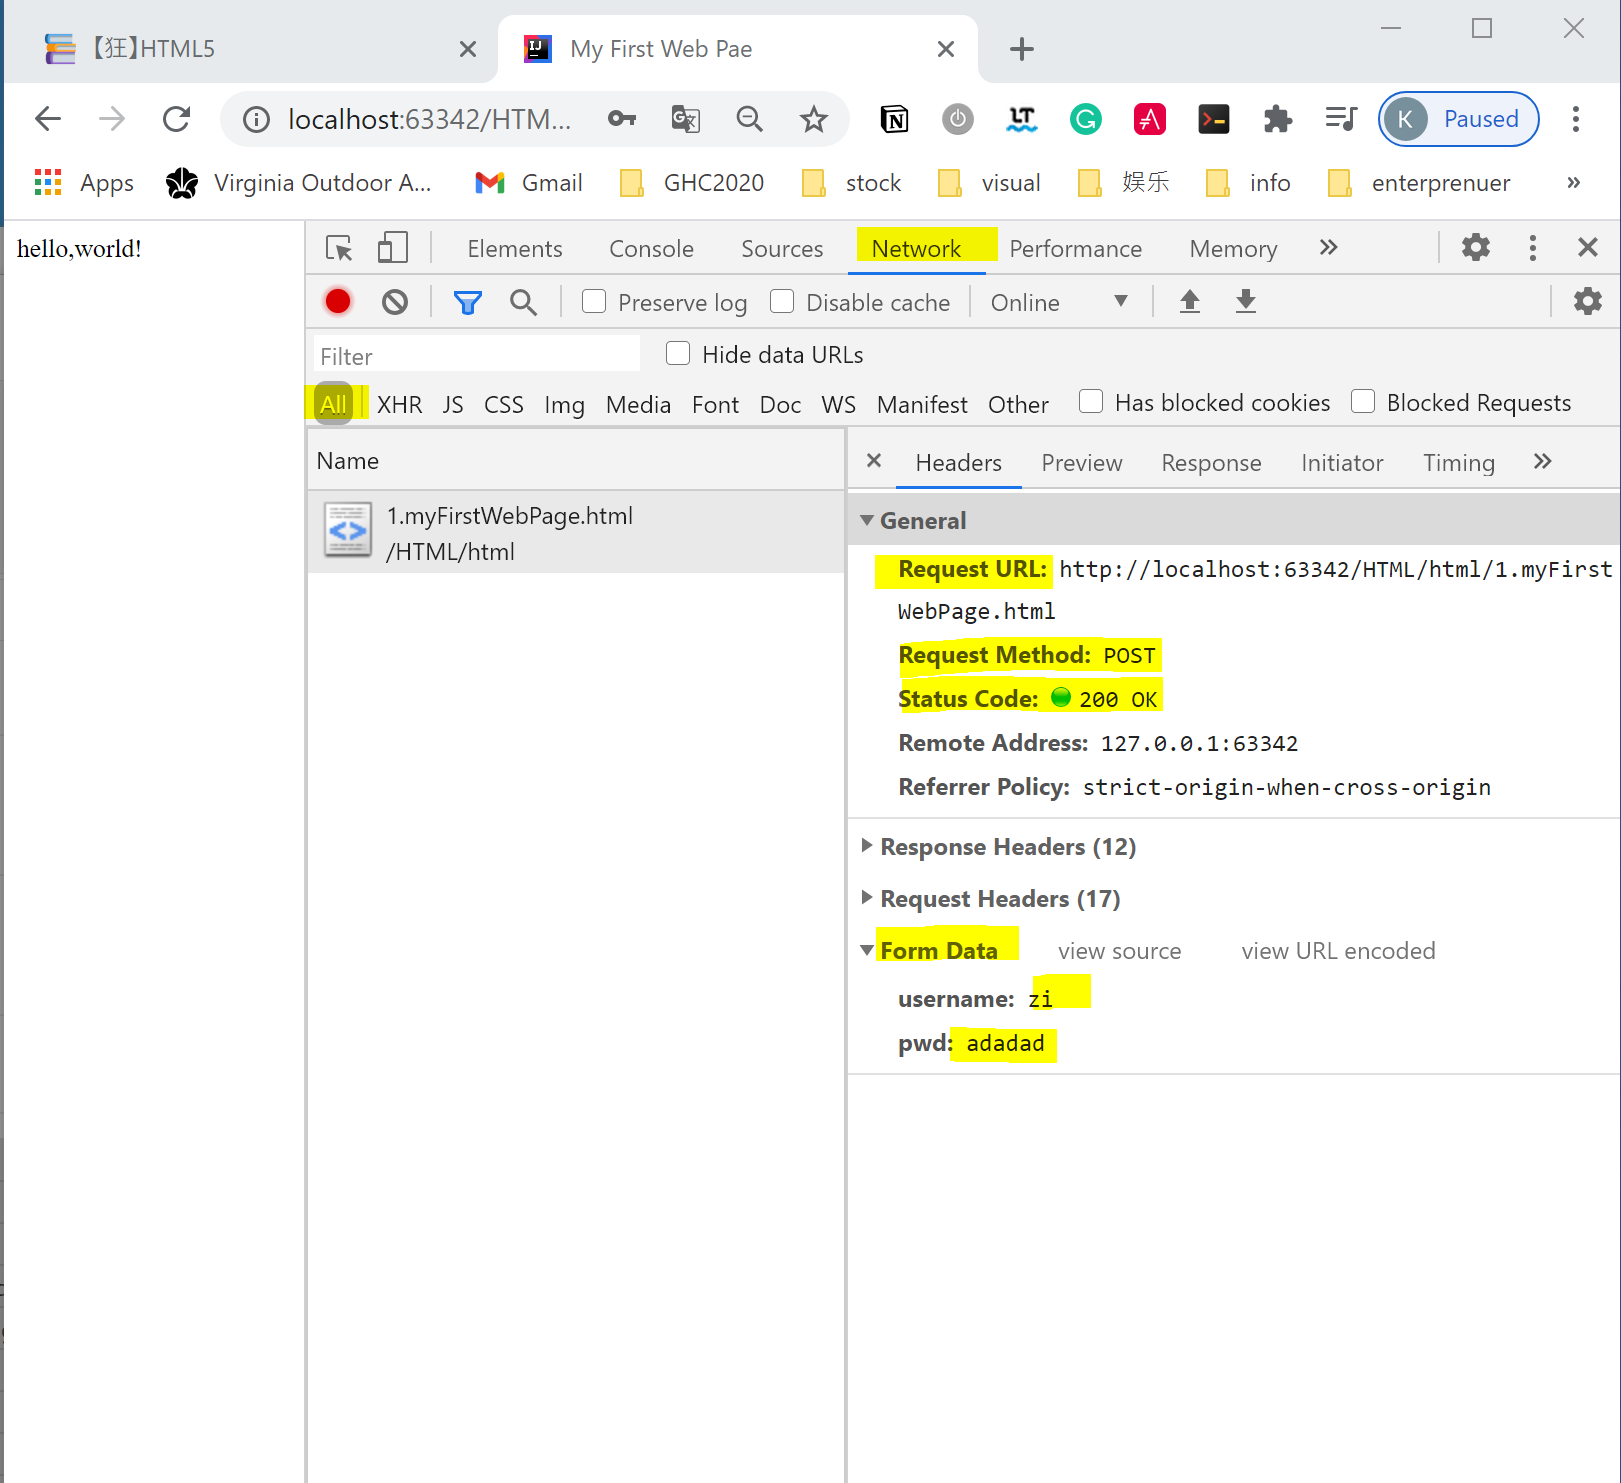 【狂】HTML5
My First Web Pae
localhost:63342/HTM...
K Paused
Apps Virginia Outdoor A... Gmail GHC2020 stock visual 娱乐 info enterprenuer »
hello,world!
Elements Console Sources Network Performance Memory »
Preserve log Disable cache Online
Filter Hide data URLs
All XHR JS CSS Img Media Font Doc WS Manifest Other Has blocked cookies Blocked Requests
Name
1.myFirstWebPage.html
/HTML/html
Headers Preview Response Initiator Timing »
General
Request URL: http://localhost:63342/HTML/html/1.myFirst
WebPage.html
Request Method: POST
Status Code: 200 OK
Remote Address: 127.0.0.1:63342
Referrer Policy: strict-origin-when-cross-origin
Response Headers (12)
Request Headers (17)
Form Data view source view URL encoded
username: zi
pwd: adadad